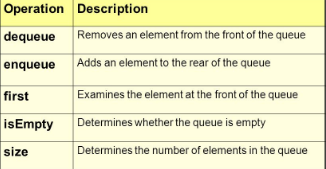 Operation Description
dequeue Removes an element from the front of the queue
enqueue Adds an element to the rear of the queue
first Examines the element at the front of the queue
isEmpty Determines whether the queue is empty
size Determines the number of elements in the queue